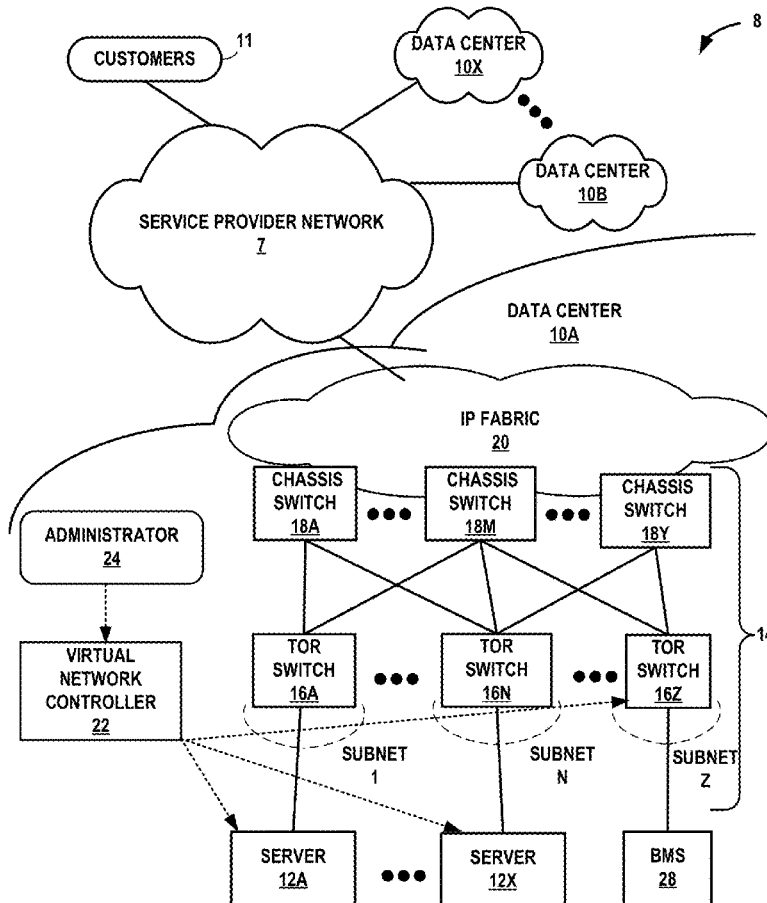 8
CUSTOMERS
11
DATA CENTER
10X
DATA CENTER
10B
SERVICE PROVIDER NETWORK
7
DATA CENTER
10A
IP FABRIC
20
CHASSIS
SWITCH
18A
CHASSIS
SWITCH
18M
CHASSIS
SWITCH
18Y
ADMINISTRATOR
24
14
VIRTUAL
NETWORK
CONTROLLER
22
TOR
SWITCH
16A
TOR
SWITCH
16N
TOR
SWITCH
16Z
SUBNET
1
SUBNET
N
SUBNET
Z
SERVER
12A
SERVER
12X
BMS
28